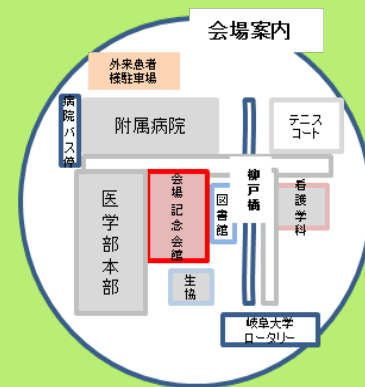 会場案内
外来患者
様駐車場
病院バス停
附属病院
テニス
コート
柳戸橋
医学部本部
会場 記念会館
図書館
看護学科
生協
岐阜大学
ロータリー